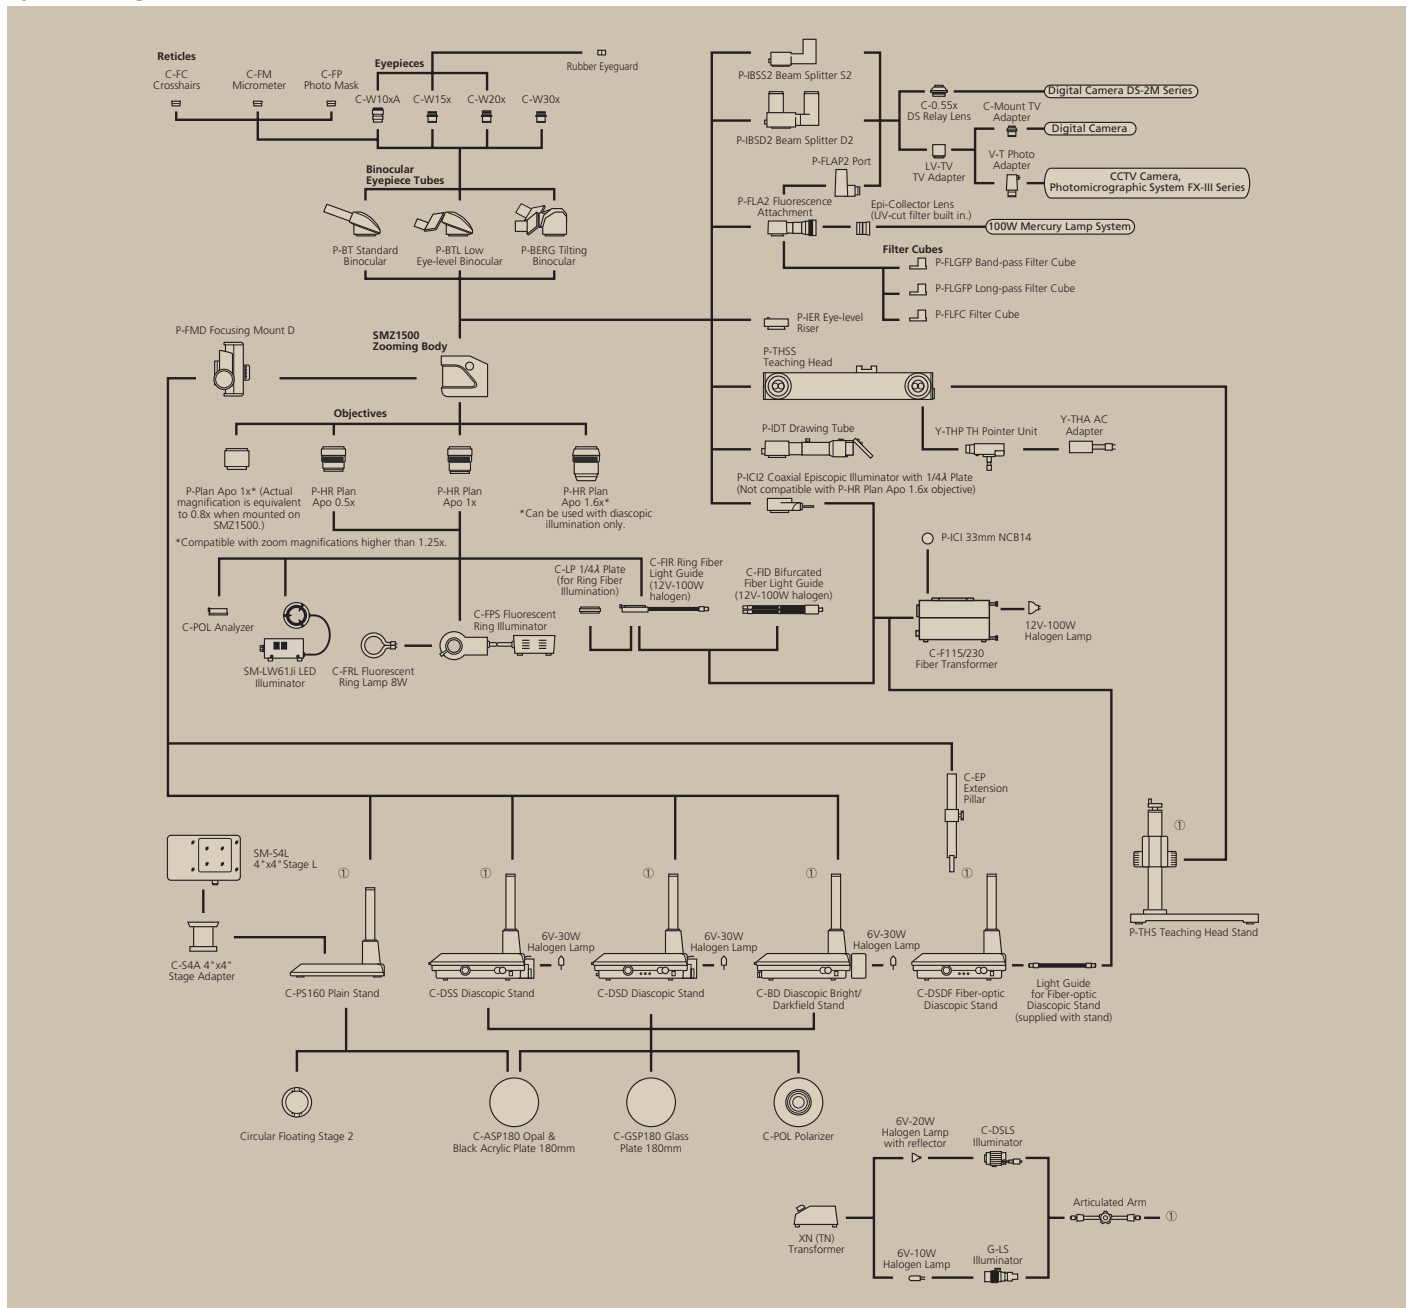 Reticles
C-FC
Crosshairs
C-FM
Micrometer
C-FP
Photo Mask
Eyepieces
C-W10xA
C-W15x
C-W20x
C-W30x
Rubber Eyeguard
Binocular
Eyepiece Tubes
P-BT Standard
Binocular
P-BTL Low
Eye-level Binocular
P-BERG Tilting
Binocular
P-IBSS2 Beam Splitter S2
P-IBSD2 Beam Splitter D2
C-0.55x
DS Relay Lens
Digital Camera DS-2M Series
C-Mount TV
Adapter
Digital Camera
LV-TV
TV Adapter
V-T Photo
Adapter
CCTV Camera,
Photomicrographic System FX-III Series
P-FLAP2 Port
P-FLA2 Fluorescence
Attachment
Epi-Collector Lens
(UV-cut filter built in.)
100W Mercury Lamp System
Filter Cubes
P-FLGFP Band-pass Filter Cube
P-FLGFP Long-pass Filter Cube
P-FLFC Filter Cube
P-IER Eye-level
Riser
P-FMD Focusing Mount D
SMZ1500
Zooming Body
P-THSS
Teaching Head
Y-THP TH Pointer Unit
Y-THA AC
Adapter
P-IDT Drawing Tube
P-ICI2 Coaxial Episcopic Illuminator with 1/4λ Plate
(Not compatible with P-HR Plan Apo 1.6x objective)
Objectives
P-Plan Apo 1x* (Actual
magnification is equivalent
to 0.8x when mounted on
SMZ1500.)
P-HR Plan
Apo 0.5x
P-HR Plan
Apo 1x
P-HR Plan
Apo 1.6x*
*Can be used with diascopic
illumination only.
*Compatible with zoom magnifications higher than 1.25x.
C-POL Analyzer
SM-LW61Ji LED
Illuminator
C-FRL Fluorescent
Ring Lamp 8W
C-FPS Fluorescent
Ring Illuminator
C-LP 1/4λ Plate
(for Ring Fiber
Illumination)
C-FIR Ring Fiber
Light Guide
(12V-100W
halogen)
C-FID Bifurcated
Fiber Light Guide
(12V-100W halogen)
P-ICI 33mm NCB14
C-F115/230
Fiber Transformer
12V-100W
Halogen Lamp
C-EP
Extension
Pillar
SM-S4L
4"x4"Stage L
C-S4A 4"x4"
Stage Adapter
①
C-PS160 Plain Stand
①
6V-30W
Halogen Lamp
C-DSS Diascopic Stand
①
6V-30W
Halogen Lamp
C-DSD Diascopic Stand
①
6V-30W
Halogen Lamp
C-BD Diascopic Bright/
Darkfield Stand
①
C-DSDF Fiber-optic
Diascopic Stand
Light Guide
for Fiber-optic
Diascopic Stand
(supplied with stand)
①
P-THS Teaching Head Stand
Circular Floating Stage 2
C-ASP180 Opal &
Black Acrylic Plate 180mm
C-GSP180 Glass
Plate 180mm
C-POL Polarizer
6V-20W
Halogen Lamp
with reflector
C-DSLS
Illuminator
XN (TN)
Transformer
6V-10W
Halogen Lamp
G-LS
Illuminator
Articulated Arm
①